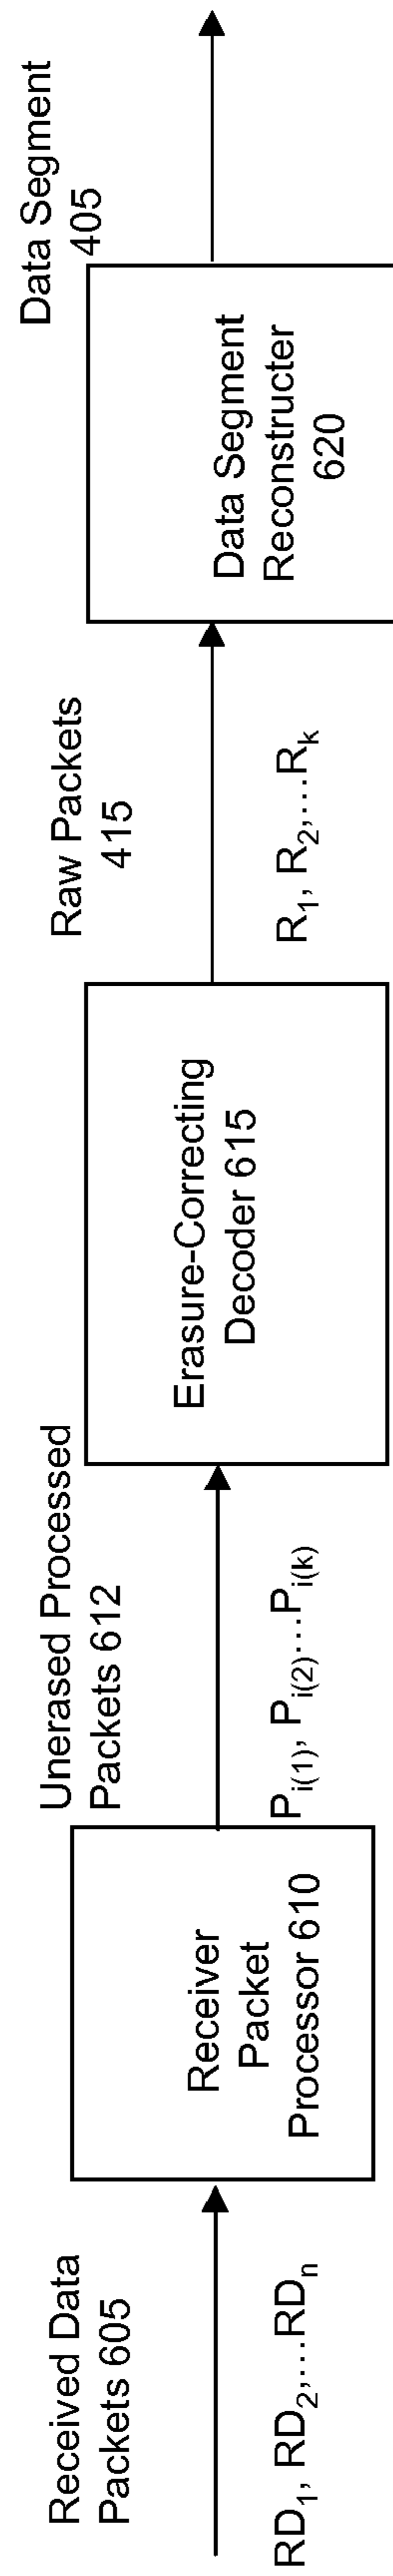 Received Data
Packets 605
RD1, RD2,…RDn
Receiver
Packet
Processor 610
Unerased Processed
Packets 612
Pi(1), Pi(2)…Pi(k)
Erasure-Correcting
Decoder 615
Raw Packets
415
R1, R2,…Rk
Data Segment
Reconstructer
620
Data Segment
405